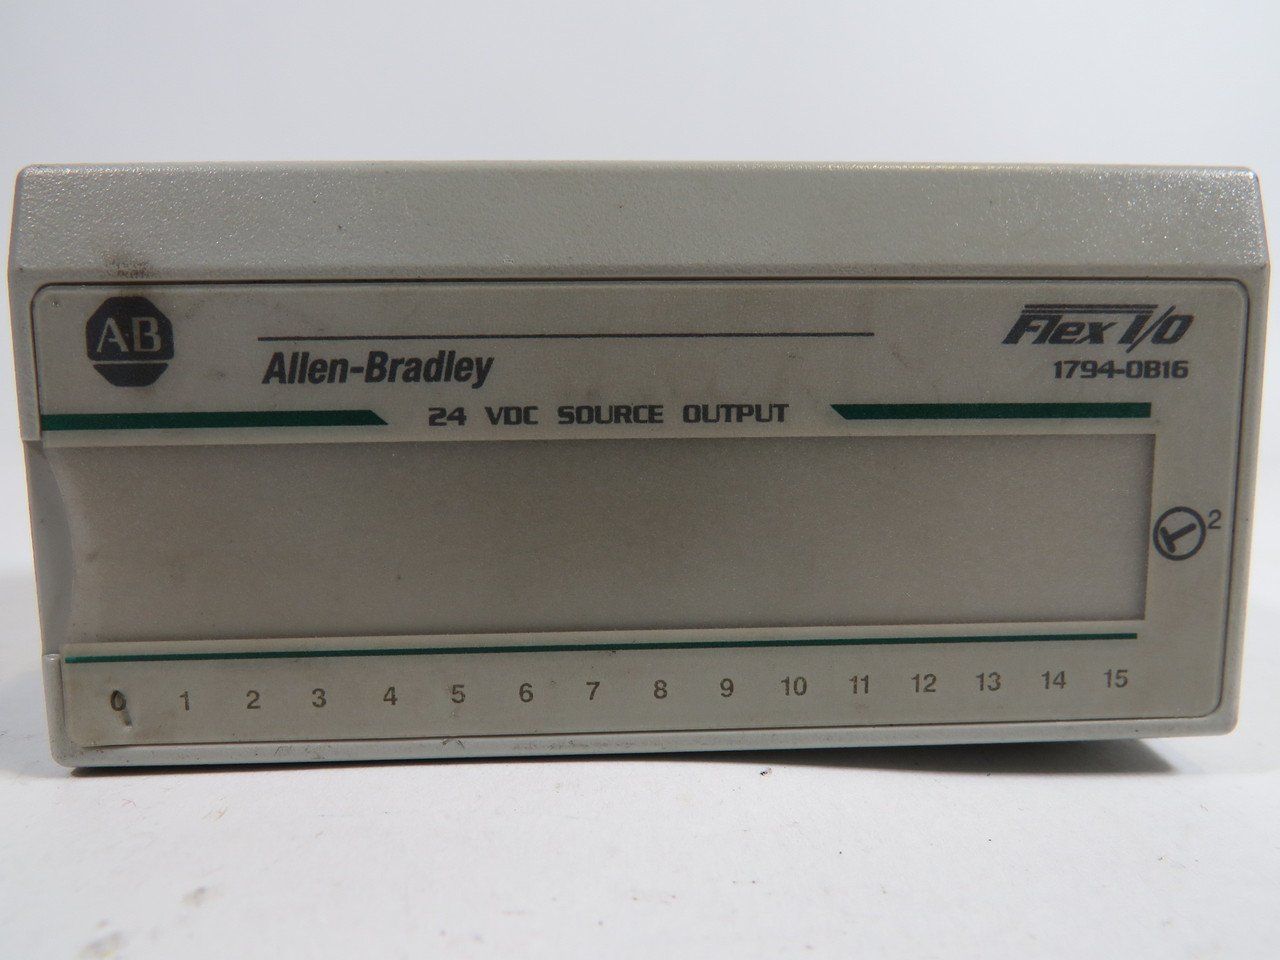 A·B
Allen-Bradley
Flex I/O
1794-OB16
24 VDC SOURCE OUTPUT
2
0 1 2 3 4 5 6 7 8 9 10 11 12 13 14 15